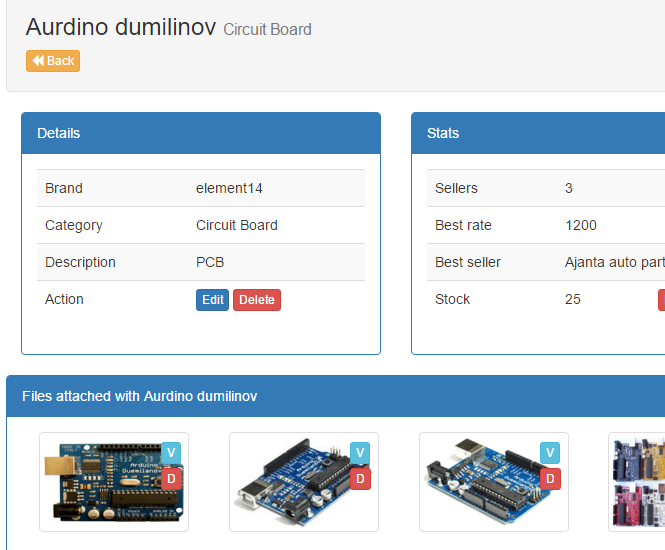 Aurdino dumilinov Circuit Board
Back
Details
Brand element14
Category Circuit Board
Description PCB
Action Edit Delete
Stats
Sellers 3
Best rate 1200
Best seller Ajanta auto part
Stock 25
Files attached with Aurdino dumilinov
V
D
Arduino
Duemilanov
V
D
V
D